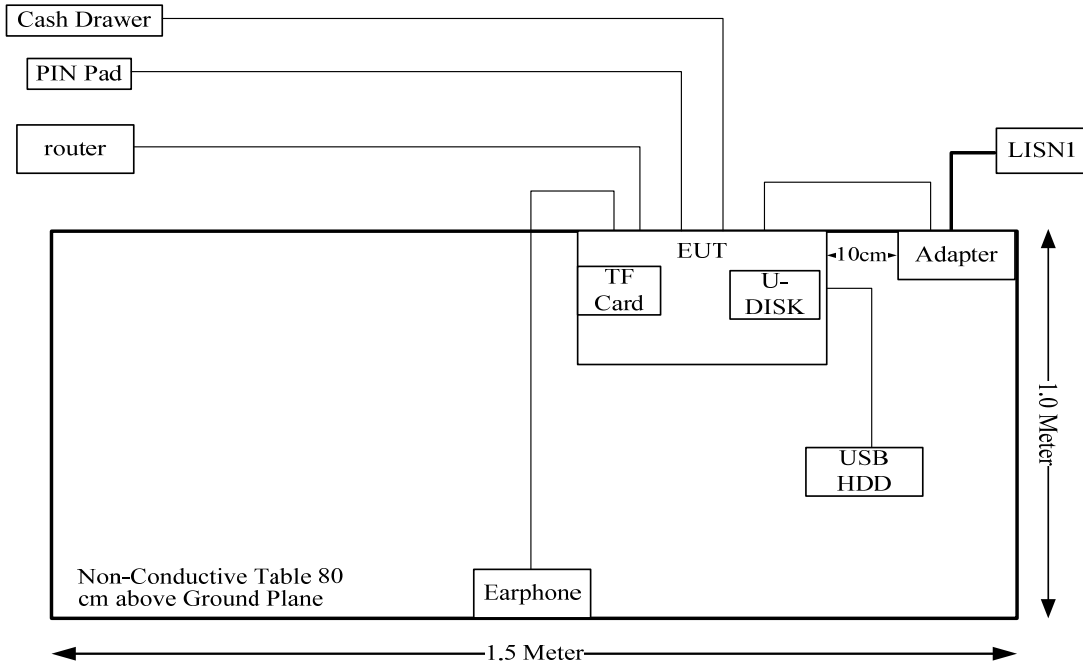 Cash Drawer
PIN Pad
router
LISN1
EUT
10cm
Adapter
TF
Card
U-
DISK
1.0 Meter
USB
HDD
Non-Conductive Table 80
cm above Ground Plane
Earphone
1.5 Meter